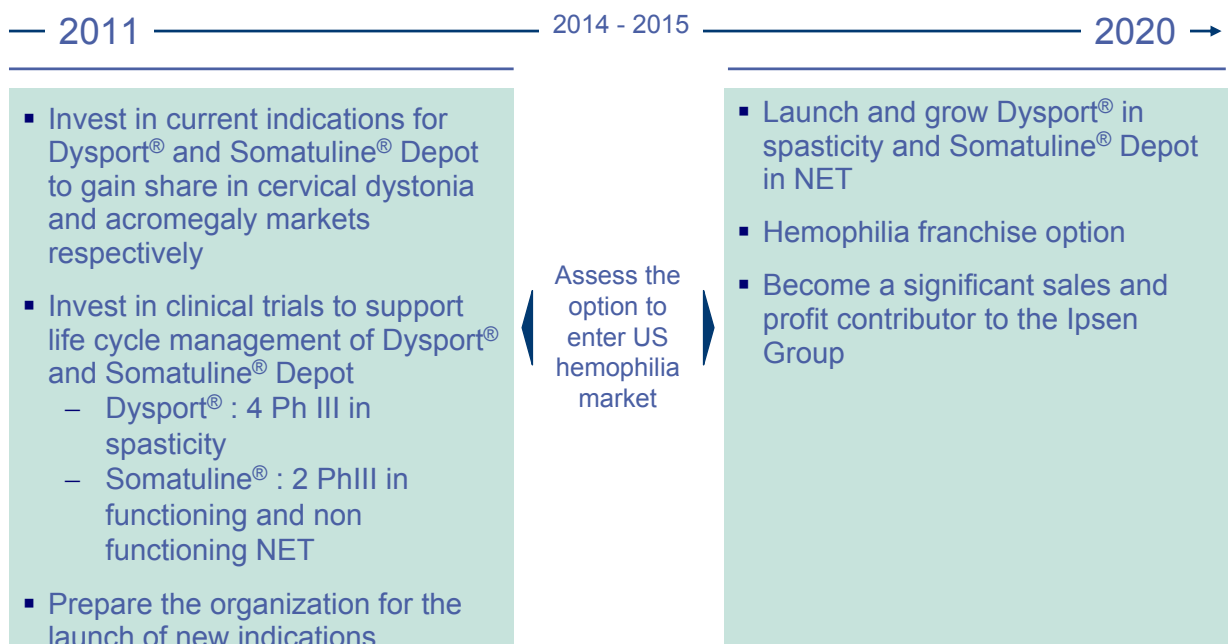 2011
2014 - 2015
2020
▪ Invest in current indications for
Dysport® and Somatuline® Depot
to gain share in cervical dystonia
and acromegaly markets
respectively
▪ Invest in clinical trials to support
life cycle management of Dysport®
and Somatuline® Depot
– Dysport® : 4 Ph III in
spasticity
– Somatuline® : 2 PhIII in
functioning and non
functioning NET
▪ Prepare the organization for the
launch of new indications
Assess the
option to
enter US
hemophilia
market
▪ Launch and grow Dysport® in
spasticity and Somatuline® Depot
in NET
▪ Hemophilia franchise option
▪ Become a significant sales and
profit contributor to the Ipsen
Group